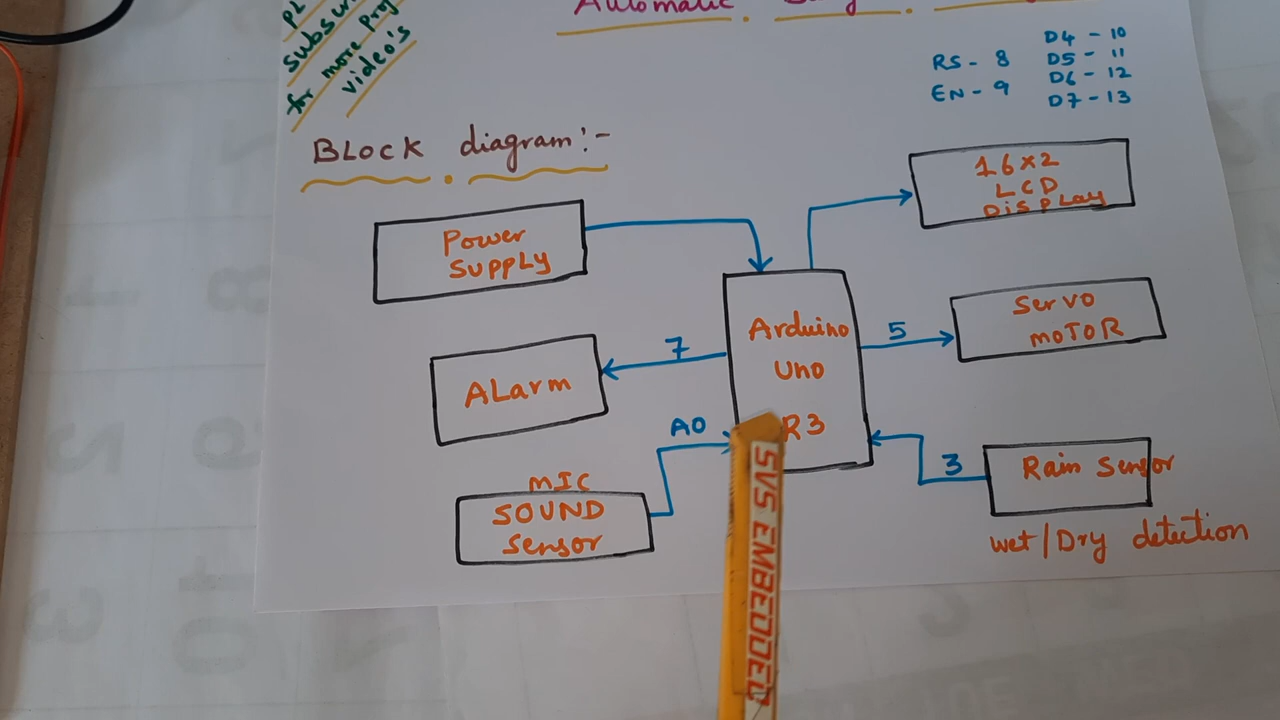 subscri
for more proj
video's
Automatic
RS - 8
EN - 9
D4 - 10
D5 - 11
D6 - 12
D7 - 13
BLOCK diagram:-
16x2
LCD
DiSPLay
Power
SUPPLy
Servo
moTOR
Arduino
UNO
R3
5
7
ALarm
A0
mIC
SOUND
Sensor
3
Rain Sensor
wet/Dry detection
SVS EMBEDDED